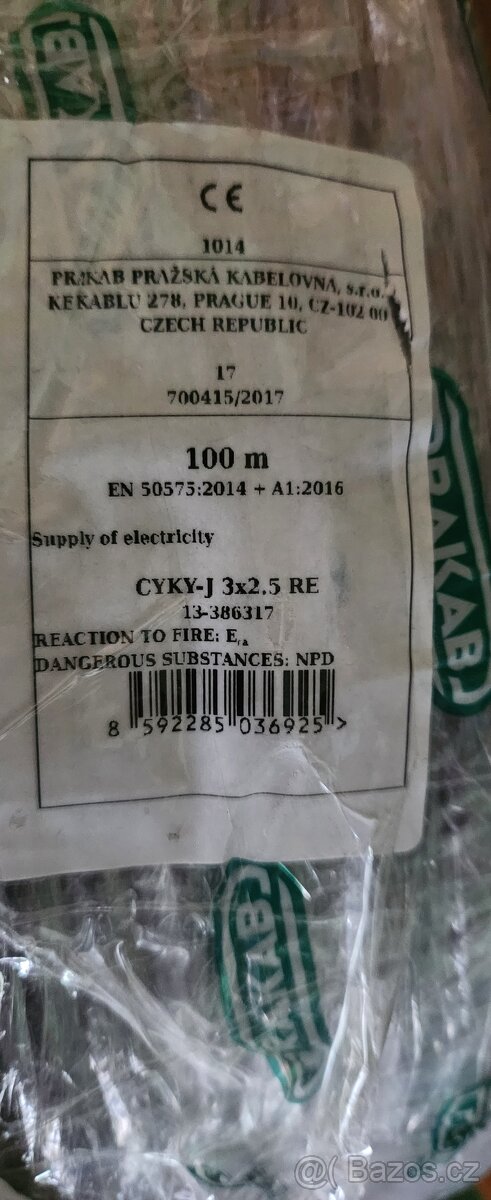 CE
1014
PRAKAB PRAŽSKÁ KABELOVNA, s.r.o.
KE KABLU 278, PRAGUE 10, CZ-102 00
CZECH REPUBLIC
17
700415/2017
100 m
EN 50575:2014 + A1:2016
Supply of electricity
CYKY-J 3x2.5 RE
13-386317
REACTION TO FIRE: Eca
DANGEROUS SUBSTANCES: NPD
8 592285 036925 >
PRAKAB
Bazos.cz